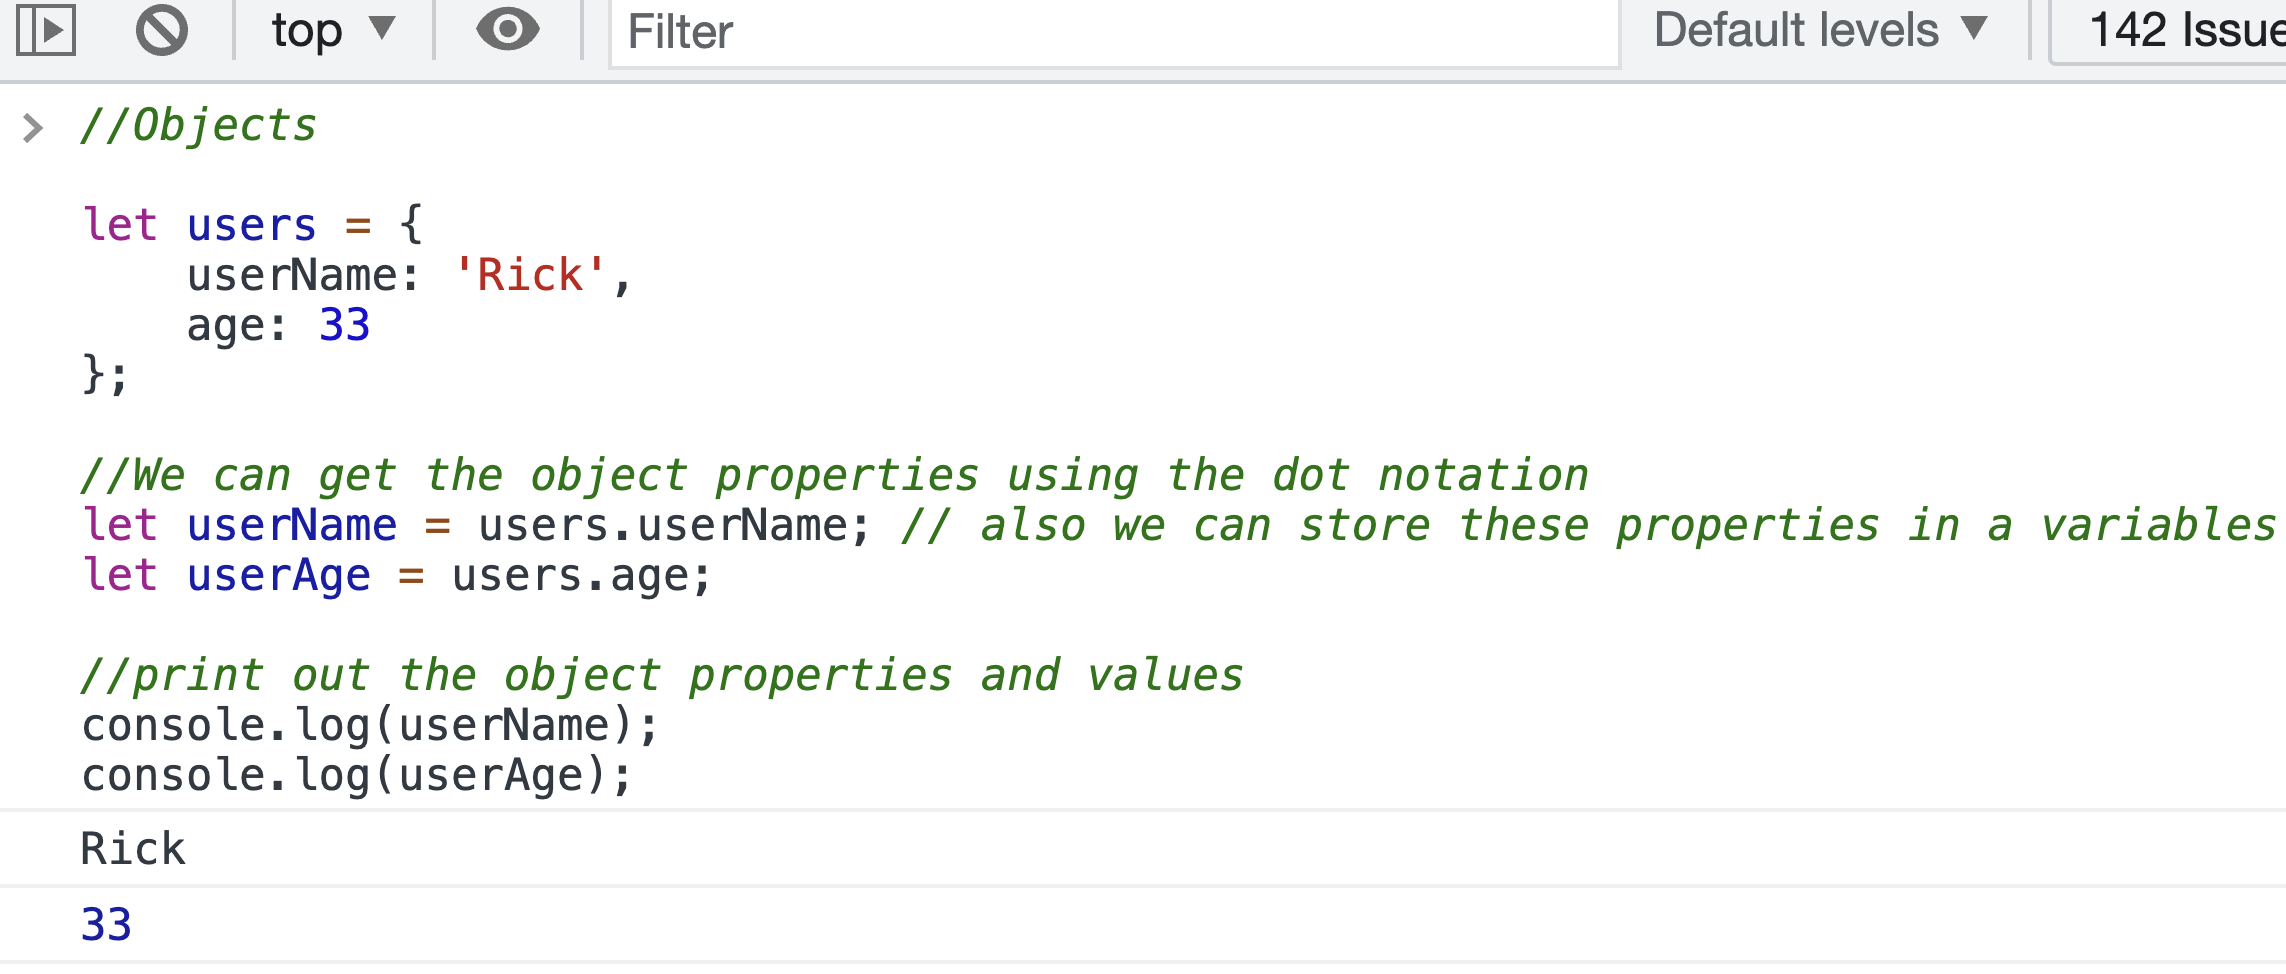 top Filter Default levels 142
//Objects
let users = {
userName: 'Rick',
age: 33
};
//We can get the object properties using the dot notation
let userName = users.userName; // also we can store these properties in a variables
let userAge = users.age;
//print out the object properties and values
console.log(userName);
console.log(userAge);
Rick
33